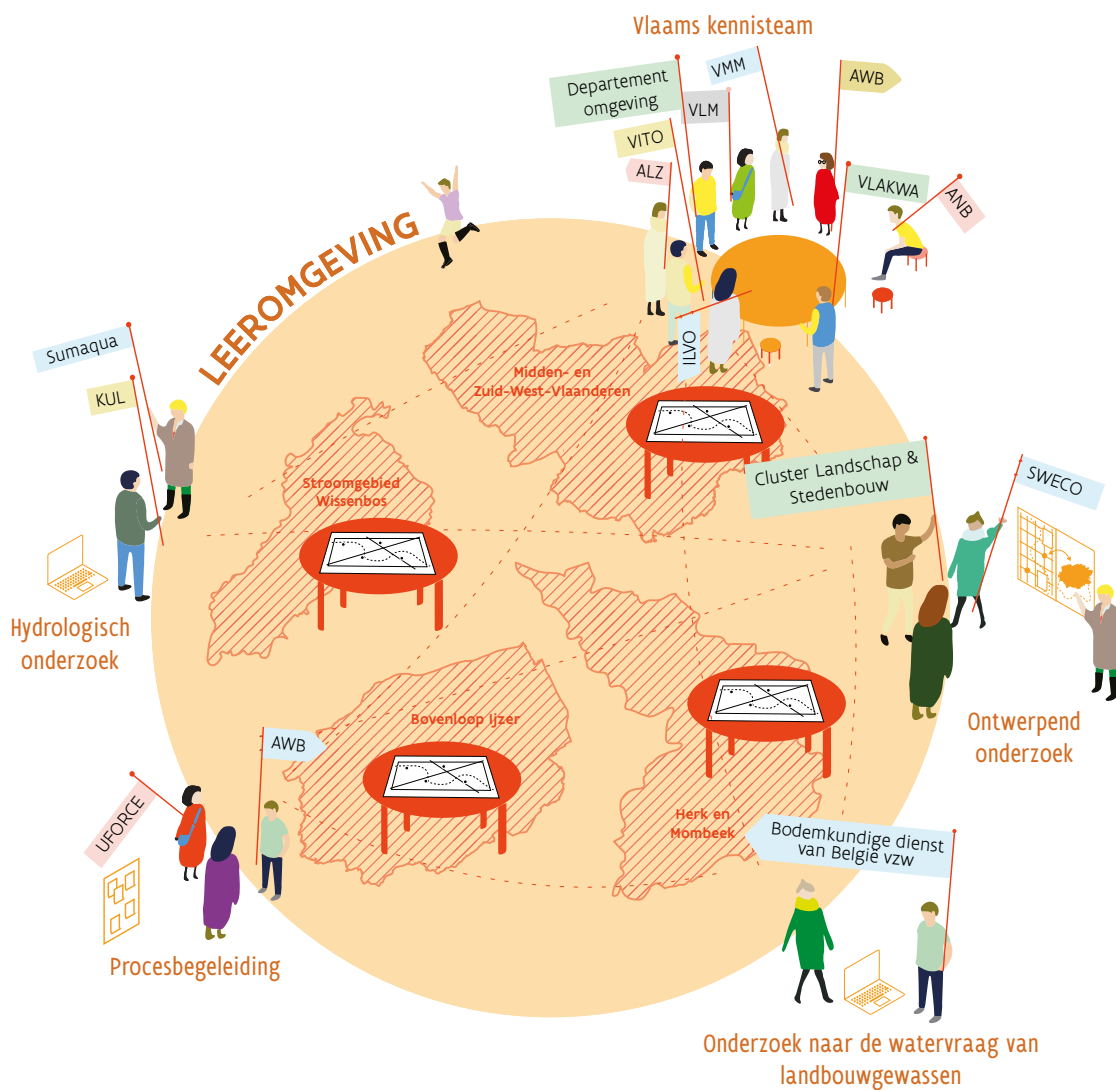 Vlaams kennisteam
VMM
AWB
Departement
omgeving
VLM
VITO
ALZ
VLAKWA
ANB
ILVO
LEEROMGEVING
Sumaqua
KUL
Hydrologisch
onderzoek
Midden- en
Zuid-West-Vlaanderen
Stroomgebied
Wissenbos
Cluster Landschap &
Stedenbouw
SWECO
Ontwerpend
onderzoek
Bovenloop Ijzer
AWB
UFORCE
Procesbegeleiding
Herk en
Mombeek
Bodemkundige dienst
van België vzw
Onderzoek naar de watervraag van
landbouwgewassen